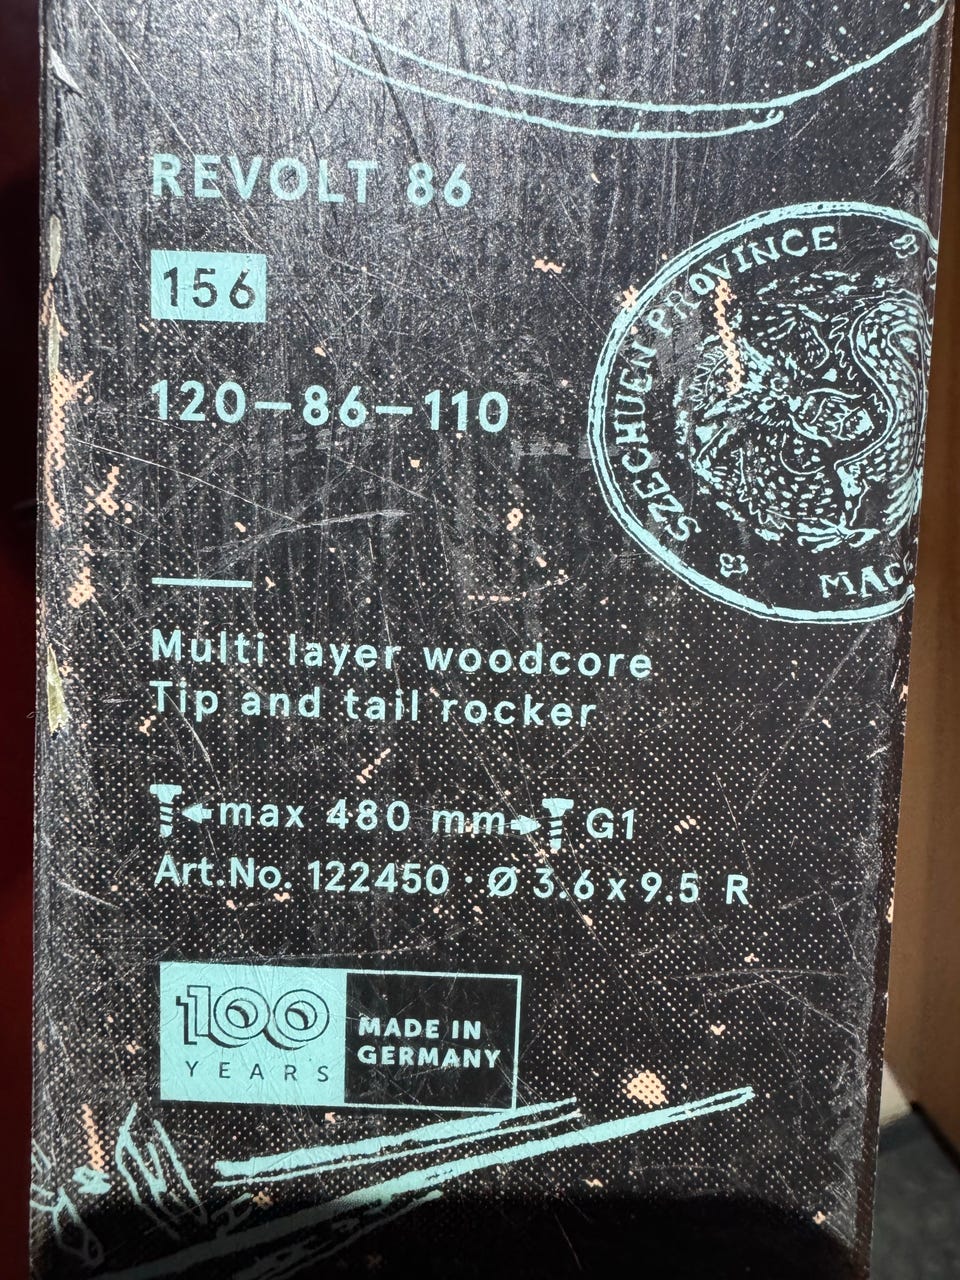 REVOLT 86
156
120–86–110
SZECHUEN PROVINCE
Multi layer woodcore
Tip and tail rocker
max 480 mm G1
Art.No. 122450 · Ø 3.6 x 9.5 R
100
YEARS
MADE IN
GERMANY